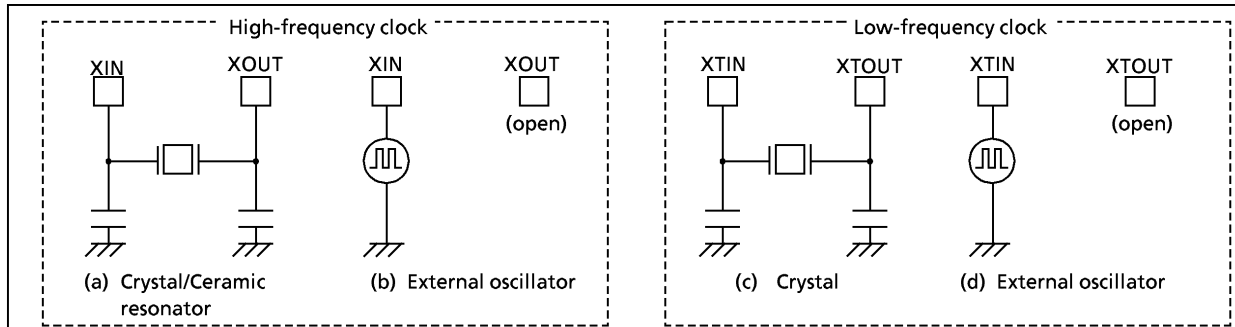 High-frequency clock
XIN
XOUT
XIN
XOUT
(open)
(a) Crystal/Ceramic
resonator
(b) External oscillator
Low-frequency clock
XTIN
XTOUT
XTIN
XTOUT
(open)
(c) Crystal
(d) External oscillator